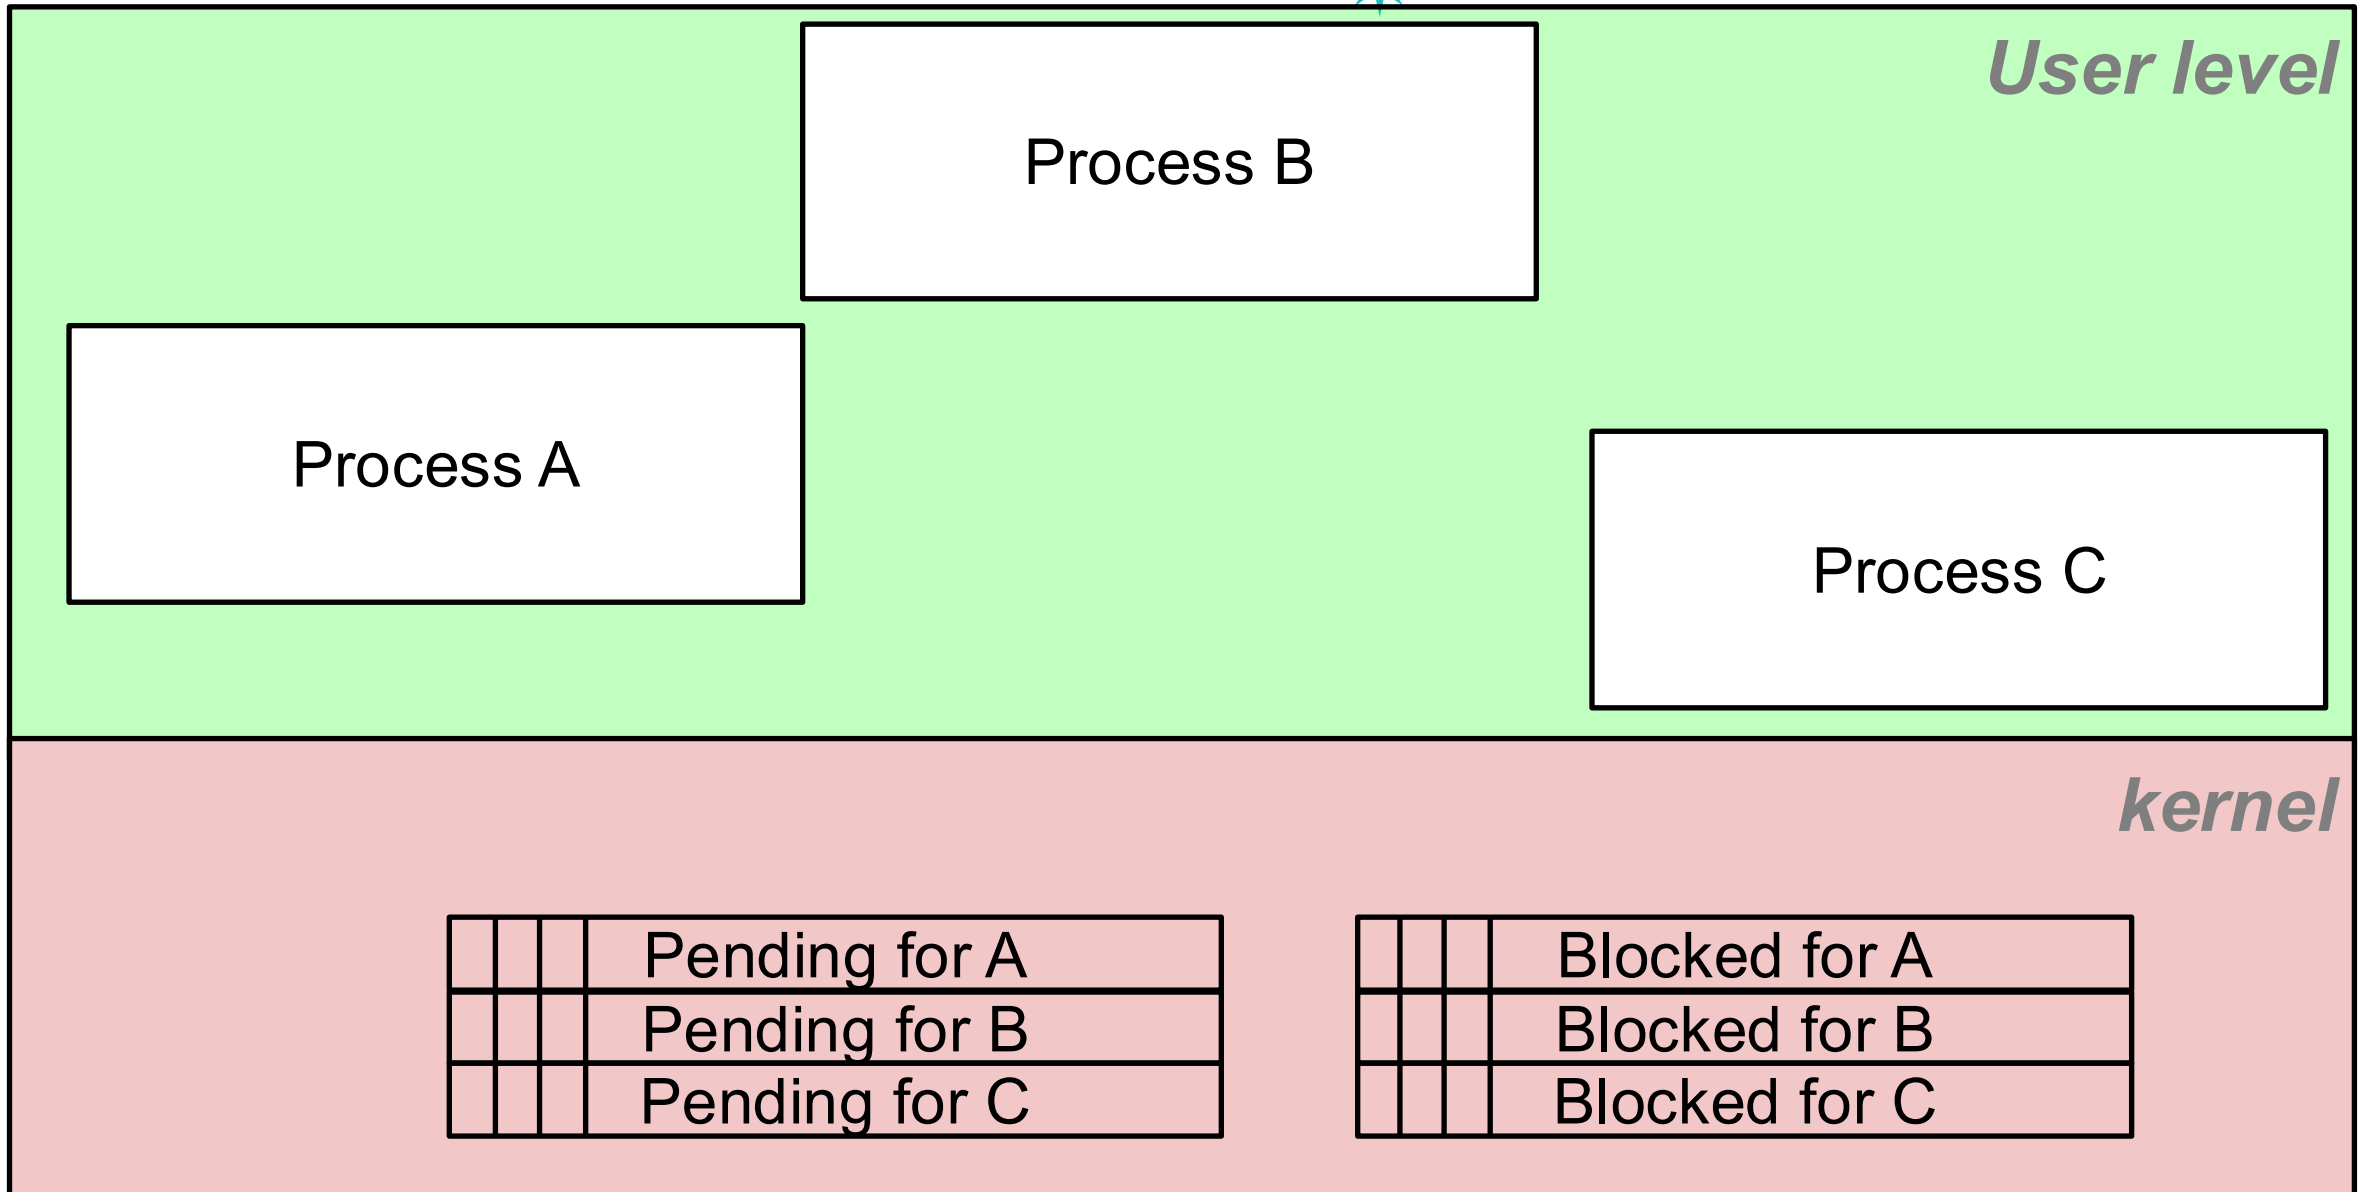 User level
Process B
Process A
Process C
kernel
Pending for A
Pending for B
Pending for C
Blocked for A
Blocked for B
Blocked for C